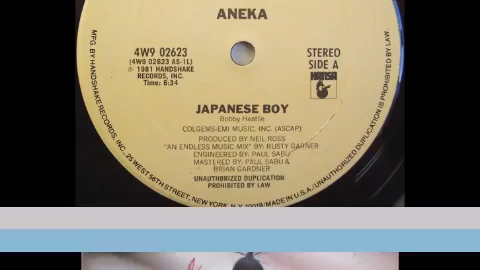 ANEKA
4W9 02623
(4W9 02623 AS-1L)
℗ 1981 HANDSHAKE
RECORDS, INC.
Time: 6:34
STEREO
SIDE A
HANSA
JAPANESE BOY
Bobby Heatlie
COLGEMS-EMI MUSIC, INC. (ASCAP)
PRODUCED BY NEIL ROSS
"AN ENDLESS MUSIC MIX" BY: RUSTY GARNER
ENGINEERED BY: PAUL SABU
MASTERED BY: PAUL SABU &
BRIAN GARDNER
UNAUTHORIZED DUPLICATION
PROHIBITED BY LAW
MFG. BY HANDSHAKE RECORDS, INC. 25 WEST 56TH STREET, NEW YORK, N.Y. 10019/MADE IN U.S.A./UNAUTHORIZED DUPLICATION IS PROHIBITED BY LAW.